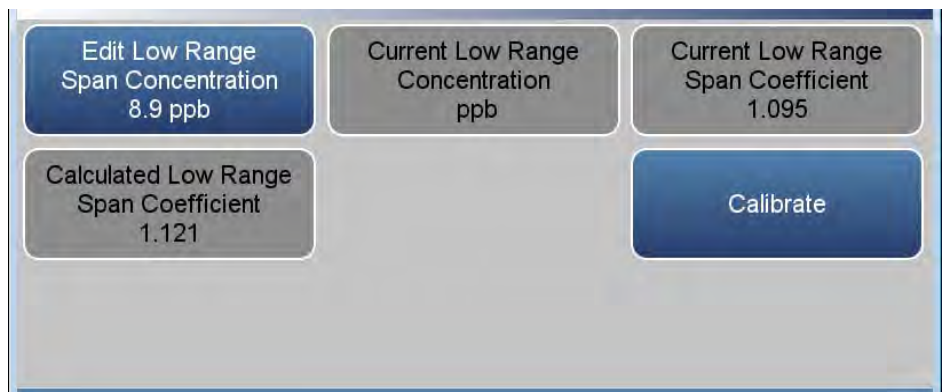 Edit Low Range
Span Concentration
8.9 ppb
Current Low Range
Concentration
ppb
Current Low Range
Span Coefficient
1.095
Calculated Low Range
Span Coefficient
1.121
Calibrate